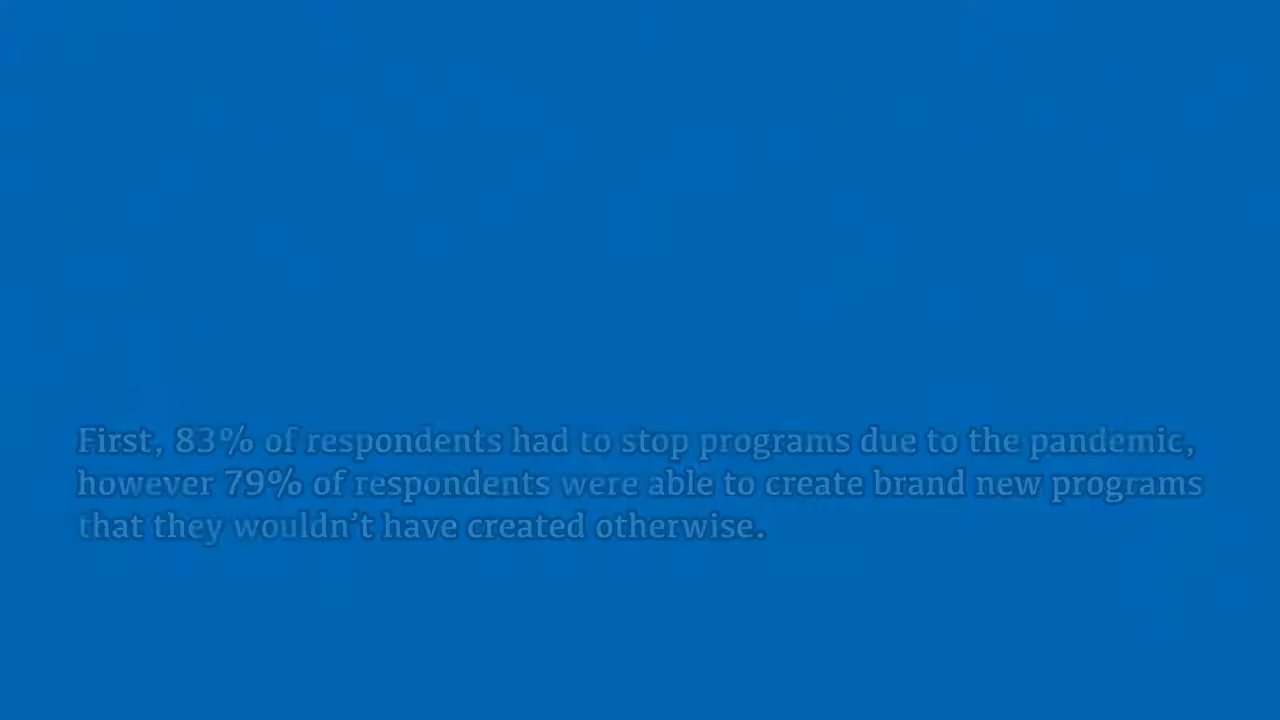 First, 83% of respondents had to stop programs due to the pandemic,
however 79% of respondents were able to create brand new programs
that they wouldn’t have created otherwise.